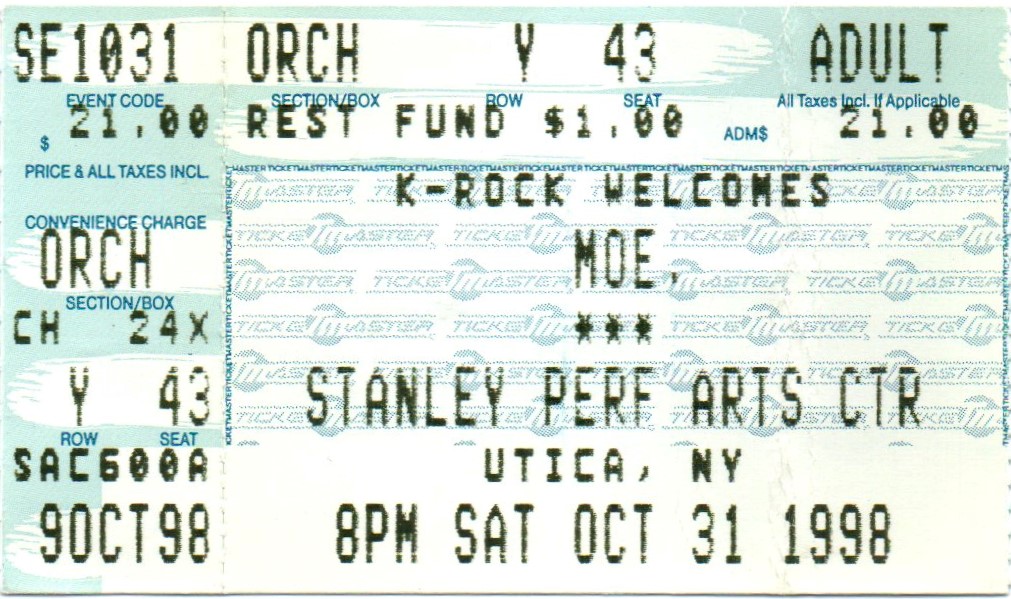 SE1031 ORCH Y 43 ADULT
EVENT CODE SECTION/BOX ROW SEAT All Taxes Incl. If Applicable
$ 21.00 REST FUND $1.00 ADM$ 21.00
PRICE & ALL TAXES INCL.
K-ROCK WELCOMES
CONVENIENCE CHARGE
ORCH MOE.
SECTION/BOX
CH 24X ***
Y 43 STANLEY PERF ARTS CTR
ROW SEAT
SAC600A UTICA, NY
9OCT98 8PM SAT OCT 31 1998